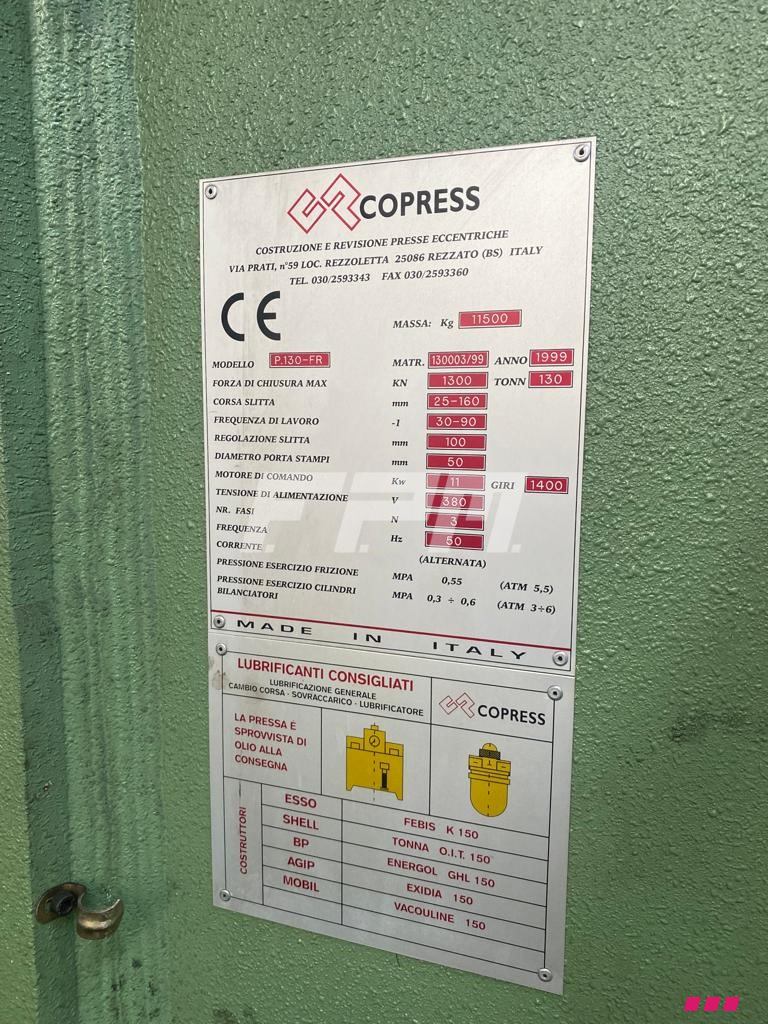 COPRESS
COSTRUZIONE E REVISIONE PRESSE ECCENTRICHE
VIA PRATI, n°59 LOC. REZZOLETTA 25086 REZZATO (BS) ITALY
TEL. 030/2593343 FAX 030/2593360
CE
MASSA: Kg 11500
MODELLO P.130-FR MATR. 130003/99 ANNO 1999
FORZA DI CHIUSURA MAX KN 1300 TONN 130
CORSA SLITTA mm 25-160
FREQUENZA DI LAVORO -1 30-90
REGOLAZIONE SLITTA mm 100
DIAMETRO PORTA STAMPI mm 50
MOTORE DI COMANDO Kw 11 GIRI 1400
TENSIONE DI ALIMENTAZIONE V 380
NR. FASI N 3
FREQUENZA Hz 50
CORRENTE (ALTERNATA)
PRESSIONE ESERCIZIO FRIZIONE MPA 0,55 (ATM 5,5)
PRESSIONE ESERCIZIO CILINDRI
BILANCIATORI MPA 0,3 ÷ 0,6 (ATM 3÷6)
F.P.M.
MADE IN ITALY
LUBRIFICANTI CONSIGLIATI
LUBRIFICAZIONE GENERALE
CAMBIO CORSA - SOVRACCARICO - LUBRIFICATORE
COPRESS
LA PRESSA È
SPROVVISTA DI
OLIO ALLA
CONSEGNA
COSTRUTTORI
ESSO FEBIS K 150
SHELL TONNA O.I.T. 150
BP ENERGOL GHL 150
AGIP EXIDIA 150
MOBIL VACOULINE 150